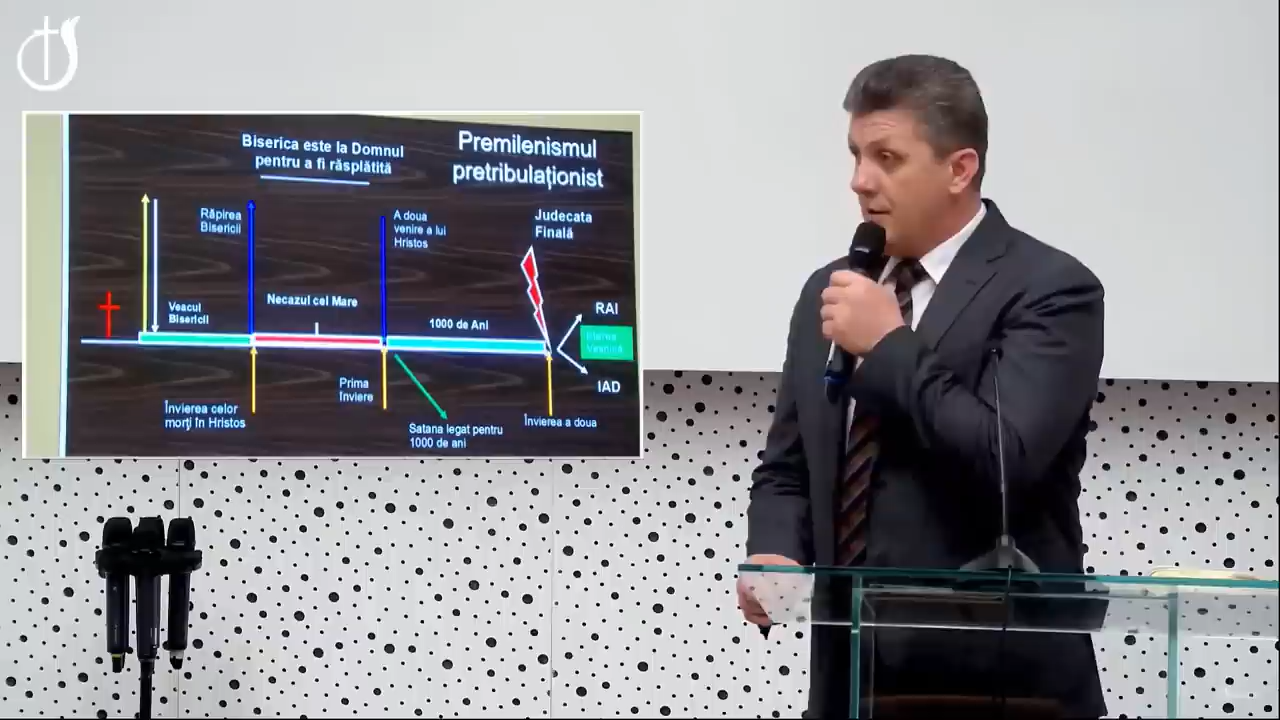 Biserica este la Domnul
pentru a fi răsplătită
Premilenismul
pretribulaționist
Răpirea
Bisericii
A doua
venire a lui
Hristos
Judecata
Finală
Veacul
Bisericii
Necazul cel Mare
1000 de Ani
RAI
Starea
Veșnică
IAD
Învierea celor
morți în Hristos
Prima
Înviere
Satana legat pentru
1000 de ani
Învierea a doua